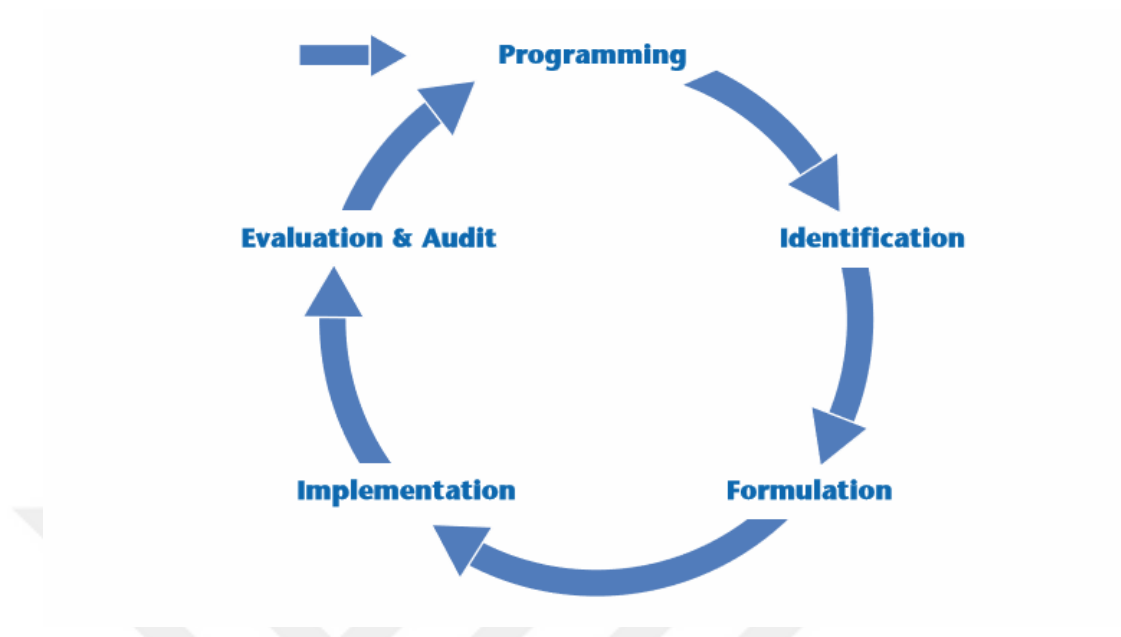 Programming
Identification
Formulation
Implementation
Evaluation & Audit